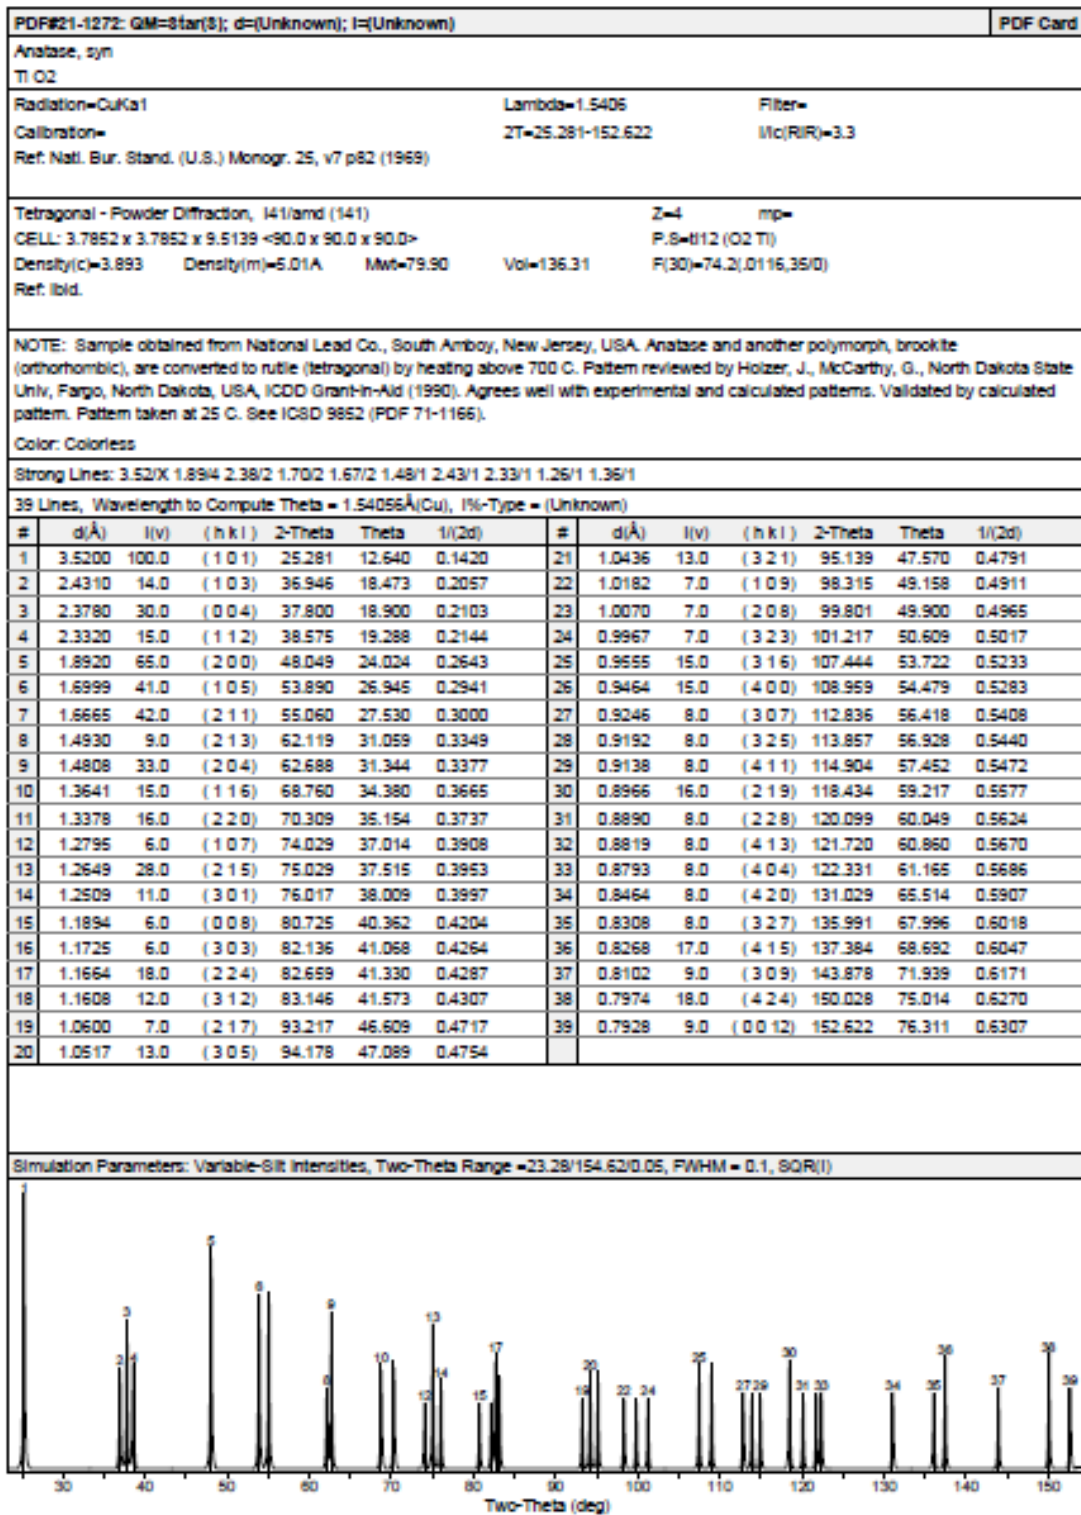 PDF#21-1272: QM=Star(S); d=(Unknown); I=(Unknown) PDF Card
Anatase, syn
Ti O2
Radiation=CuKa1 Lambda=1.5406 Filter=
Calibration= 2T=25.281-152.622 I/Ic(RIR)=3.3
Ref: Natl. Bur. Stand. (U.S.) Monogr. 25, v7 p82 (1969)
Tetragonal - Powder Diffraction, I41/amd (141) Z=4 mp=
CELL: 3.7852 x 3.7852 x 9.5139 <90.0 x 90.0 x 90.0> P.S=tI12 (O2 Ti)
Density(c)=3.893 Density(m)=5.01A Mwt=79.90 Vol=136.31 F(30)=74.2(.0116,35/0)
Ref: Ibid.
NOTE: Sample obtained from National Lead Co., South Amboy, New Jersey, USA. Anatase and another polymorph, brookite
(orthorhombic), are converted to rutile (tetragonal) by heating above 700 C. Pattern reviewed by Holzer, J., McCarthy, G., North Dakota State
Univ, Fargo, North Dakota, USA, ICDD Grant-in-Aid (1990). Agrees well with experimental and calculated patterns. Validated by calculated
pattern. Pattern taken at 25 C. See ICSD 9852 (PDF 71-1166).
Color: Colorless
Strong Lines: 3.52/X 1.89/4 2.38/2 1.70/2 1.67/2 1.48/1 2.43/1 2.33/1 1.26/1 1.36/1
39 Lines, Wavelength to Compute Theta = 1.54056Å(Cu), I%-Type = (Unknown)
# d(Å) I(v) (h k l) 2-Theta Theta 1/(2d) # d(Å) I(v) (h k l) 2-Theta Theta 1/(2d)
1 3.5200 100.0 (1 0 1) 25.281 12.640 0.1420 21 1.0436 13.0 (3 2 1) 95.139 47.570 0.4791
2 2.4310 14.0 (1 0 3) 36.946 18.473 0.2057 22 1.0182 7.0 (1 0 9) 98.315 49.158 0.4911
3 2.3780 30.0 (0 0 4) 37.800 18.900 0.2103 23 1.0070 7.0 (2 0 8) 99.801 49.900 0.4965
4 2.3320 15.0 (1 1 2) 38.575 19.288 0.2144 24 0.9967 7.0 (3 2 3) 101.217 50.609 0.5017
5 1.8920 65.0 (2 0 0) 48.049 24.024 0.2643 25 0.9555 15.0 (3 1 6) 107.444 53.722 0.5233
6 1.6999 41.0 (1 0 5) 53.890 26.945 0.2941 26 0.9464 15.0 (4 0 0) 108.959 54.479 0.5283
7 1.6665 42.0 (2 1 1) 55.060 27.530 0.3000 27 0.9246 8.0 (3 0 7) 112.836 56.418 0.5408
8 1.4930 9.0 (2 1 3) 62.119 31.059 0.3349 28 0.9192 8.0 (3 2 5) 113.857 56.928 0.5440
9 1.4808 33.0 (2 0 4) 62.688 31.344 0.3377 29 0.9138 8.0 (4 1 1) 114.904 57.452 0.5472
10 1.3641 15.0 (1 1 6) 68.760 34.380 0.3665 30 0.8966 16.0 (2 1 9) 118.434 59.217 0.5577
11 1.3378 16.0 (2 2 0) 70.309 35.154 0.3737 31 0.8890 8.0 (2 2 8) 120.099 60.049 0.5624
12 1.2795 6.0 (1 0 7) 74.029 37.014 0.3908 32 0.8819 8.0 (4 1 3) 121.720 60.860 0.5670
13 1.2649 28.0 (2 1 5) 75.029 37.515 0.3953 33 0.8793 8.0 (4 0 4) 122.331 61.165 0.5686
14 1.2509 11.0 (3 0 1) 76.017 38.009 0.3997 34 0.8464 8.0 (4 2 0) 131.029 65.514 0.5907
15 1.1894 6.0 (0 0 8) 80.725 40.362 0.4204 35 0.8308 8.0 (3 2 7) 135.991 67.996 0.6018
16 1.1725 6.0 (3 0 3) 82.136 41.068 0.4264 36 0.8268 17.0 (4 1 5) 137.384 68.692 0.6047
17 1.1664 18.0 (2 2 4) 82.659 41.330 0.4287 37 0.8102 9.0 (3 0 9) 143.878 71.939 0.6171
18 1.1608 12.0 (3 1 2) 83.146 41.573 0.4307 38 0.7974 18.0 (4 2 4) 150.028 75.014 0.6270
19 1.0600 7.0 (2 1 7) 93.217 46.609 0.4717 39 0.7928 9.0 (0 0 12) 152.622 76.311 0.6307
20 1.0517 13.0 (3 0 5) 94.178 47.089 0.4754
Simulation Parameters: Variable-Slit Intensities, Two-Theta Range =23.28/154.62/0.05, FWHM = 0.1, SQR(I)
1 2 3 4 5 6 8 9 10 12 13 14 15 17 19 20 22 24 25 27 29 30 31 33 34 35 36 37 38 39
30 40 50 60 70 80 90 100 110 120 130 140 150
Two-Theta (deg)